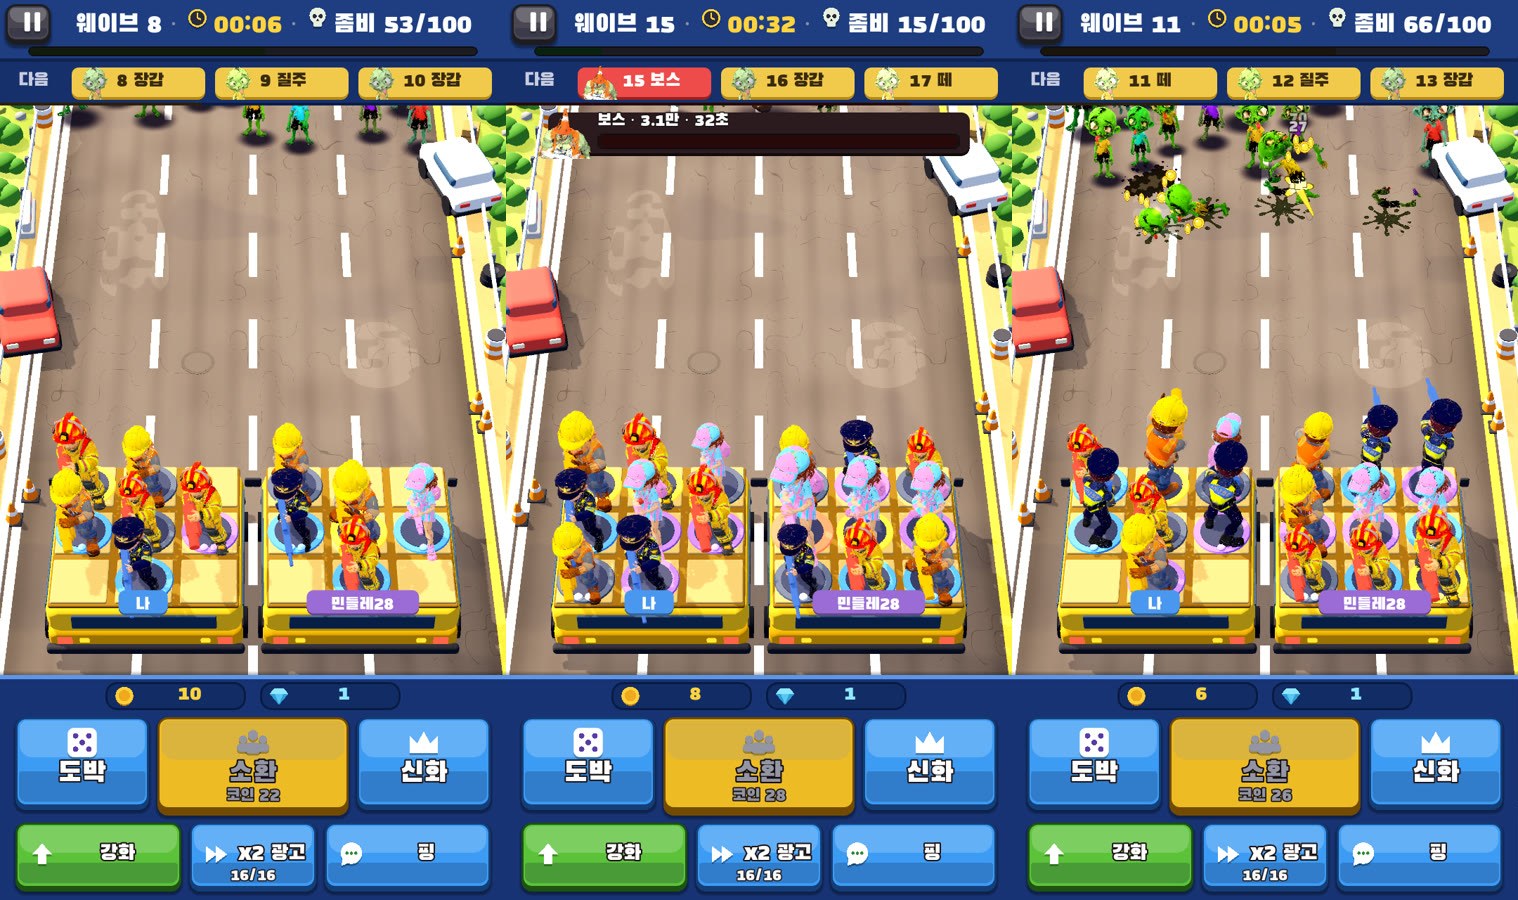 웨이브 8 · 00:06 · 좀비 53/100
다음 8 장갑 9 질주 10 장갑
나 민들레28
10 1
도박 소환 신화
코인 22
강화 X2 광고 핑
16/16
웨이브 15 · 00:32 · 좀비 15/100
다음 15 보스 16 장갑 17 떼
보스 · 3.1만 · 32초
나 민들레28
8 1
도박 소환 신화
코인 28
강화 X2 광고 핑
16/16
웨이브 11 · 00:05 · 좀비 66/100
다음 11 떼 12 질주 13 장갑
27
나 민들레28
6 1
도박 소환 신화
코인 26
강화 X2 광고 핑
16/16